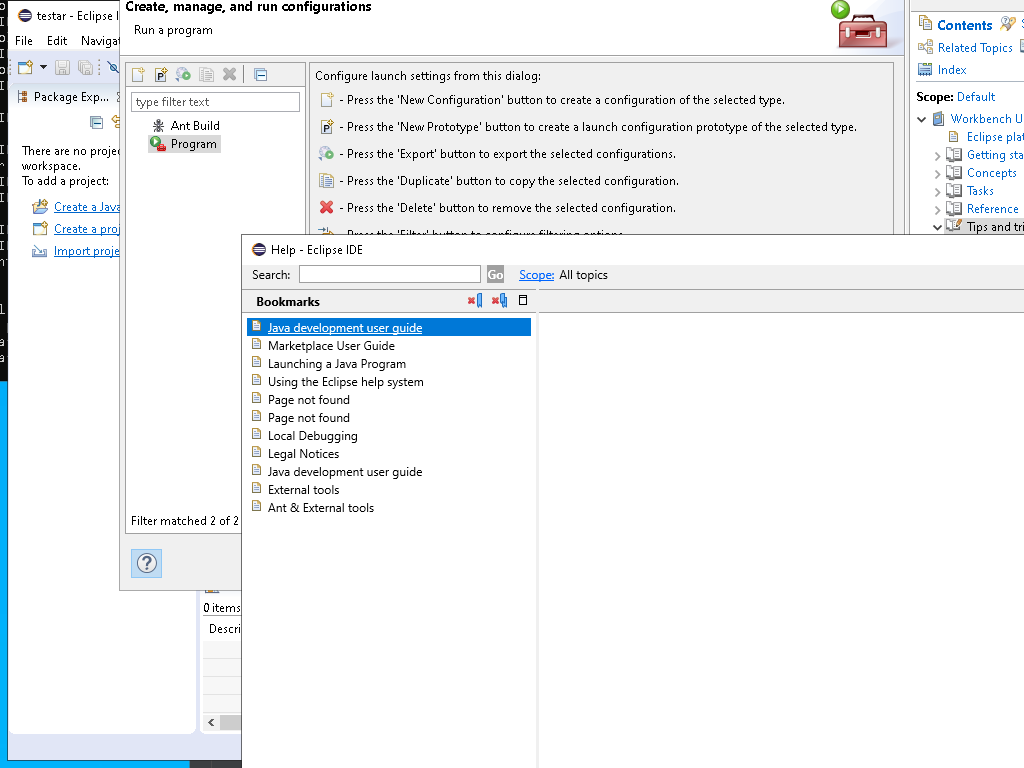 testar - Eclipse I
File Edit Navigat
Package Exp...
There are no projec
workspace.
To add a project:
Create a Java
Create a proj
Import proje
Create, manage, and run configurations
Run a program
type filter text
Ant Build
Program
Filter matched 2 of 2
Configure launch settings from this dialog:
- Press the 'New Configuration' button to create a configuration of the selected type.
- Press the 'New Prototype' button to create a launch configuration prototype of the selected type.
- Press the 'Export' button to export the selected configurations.
- Press the 'Duplicate' button to copy the selected configuration.
- Press the 'Delete' button to remove the selected configuration.
- Press the 'Filter' button to configure filtering options.
0 items
Descri
Contents
Related Topics
Index
Scope: Default
Workbench U
Eclipse plat
Getting sta
Concepts
Tasks
Reference
Tips and tri
Help - Eclipse IDE
Search: Go Scope: All topics
Bookmarks
Java development user guide
Marketplace User Guide
Launching a Java Program
Using the Eclipse help system
Page not found
Page not found
Local Debugging
Legal Notices
Java development user guide
External tools
Ant & External tools